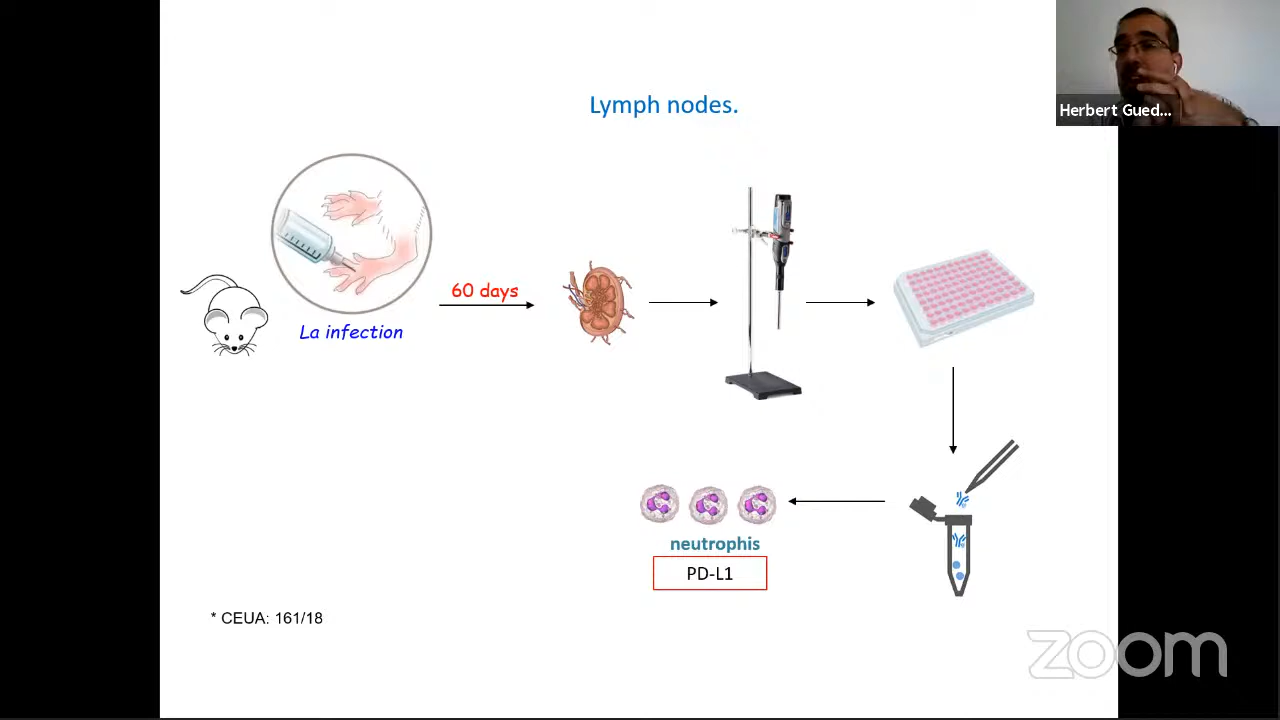 Lymph nodes.
Herbert Gued...
60 days
La infection
neutrophis
PD-L1
* CEUA: 161/18
zoom